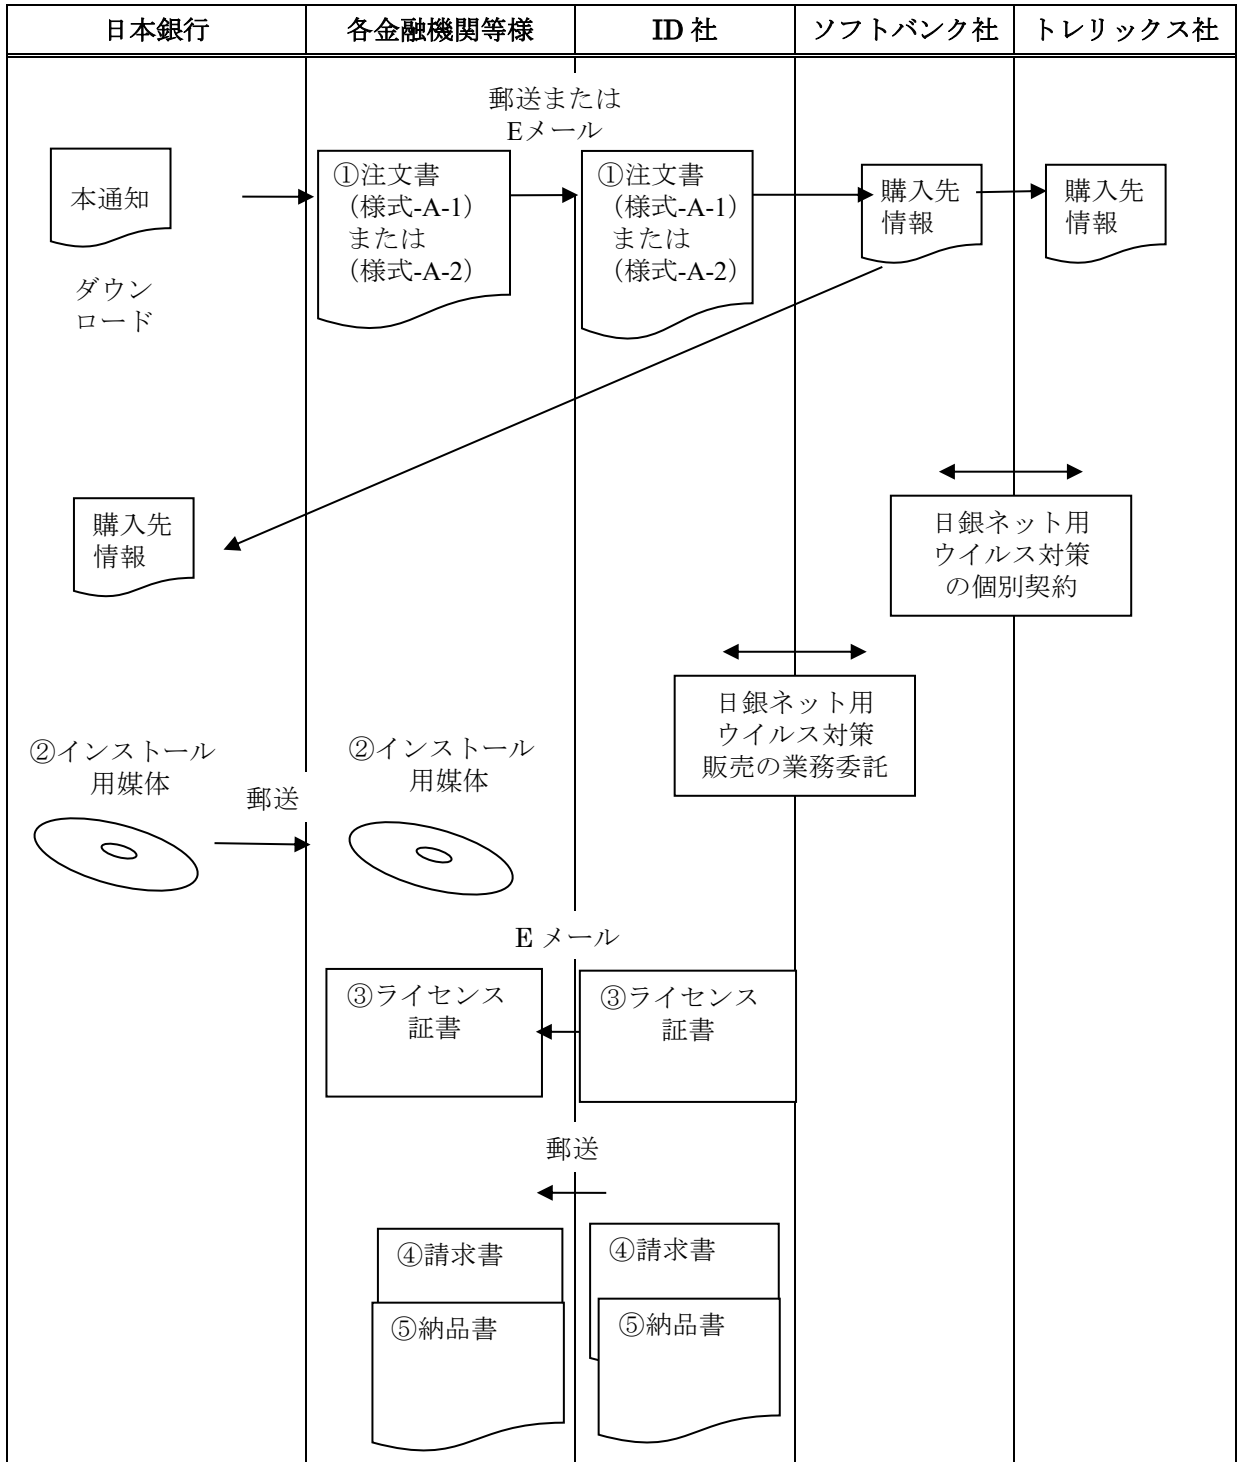 日本銀行
各金融機関等様
ID 社
ソフトバンク社
トレリックス社
郵送または
Eメール
本通知
ダウン
ロード
①注文書
（様式-A-1）
または
（様式-A-2）
①注文書
（様式-A-1）
または
（様式-A-2）
購入先
情報
購入先
情報
購入先
情報
日銀ネット用
ウイルス対策
の個別契約
日銀ネット用
ウイルス対策
販売の業務委託
②インストール
用媒体
郵送
②インストール
用媒体
E メール
③ライセンス
証書
③ライセンス
証書
郵送
④請求書
⑤納品書
④請求書
⑤納品書